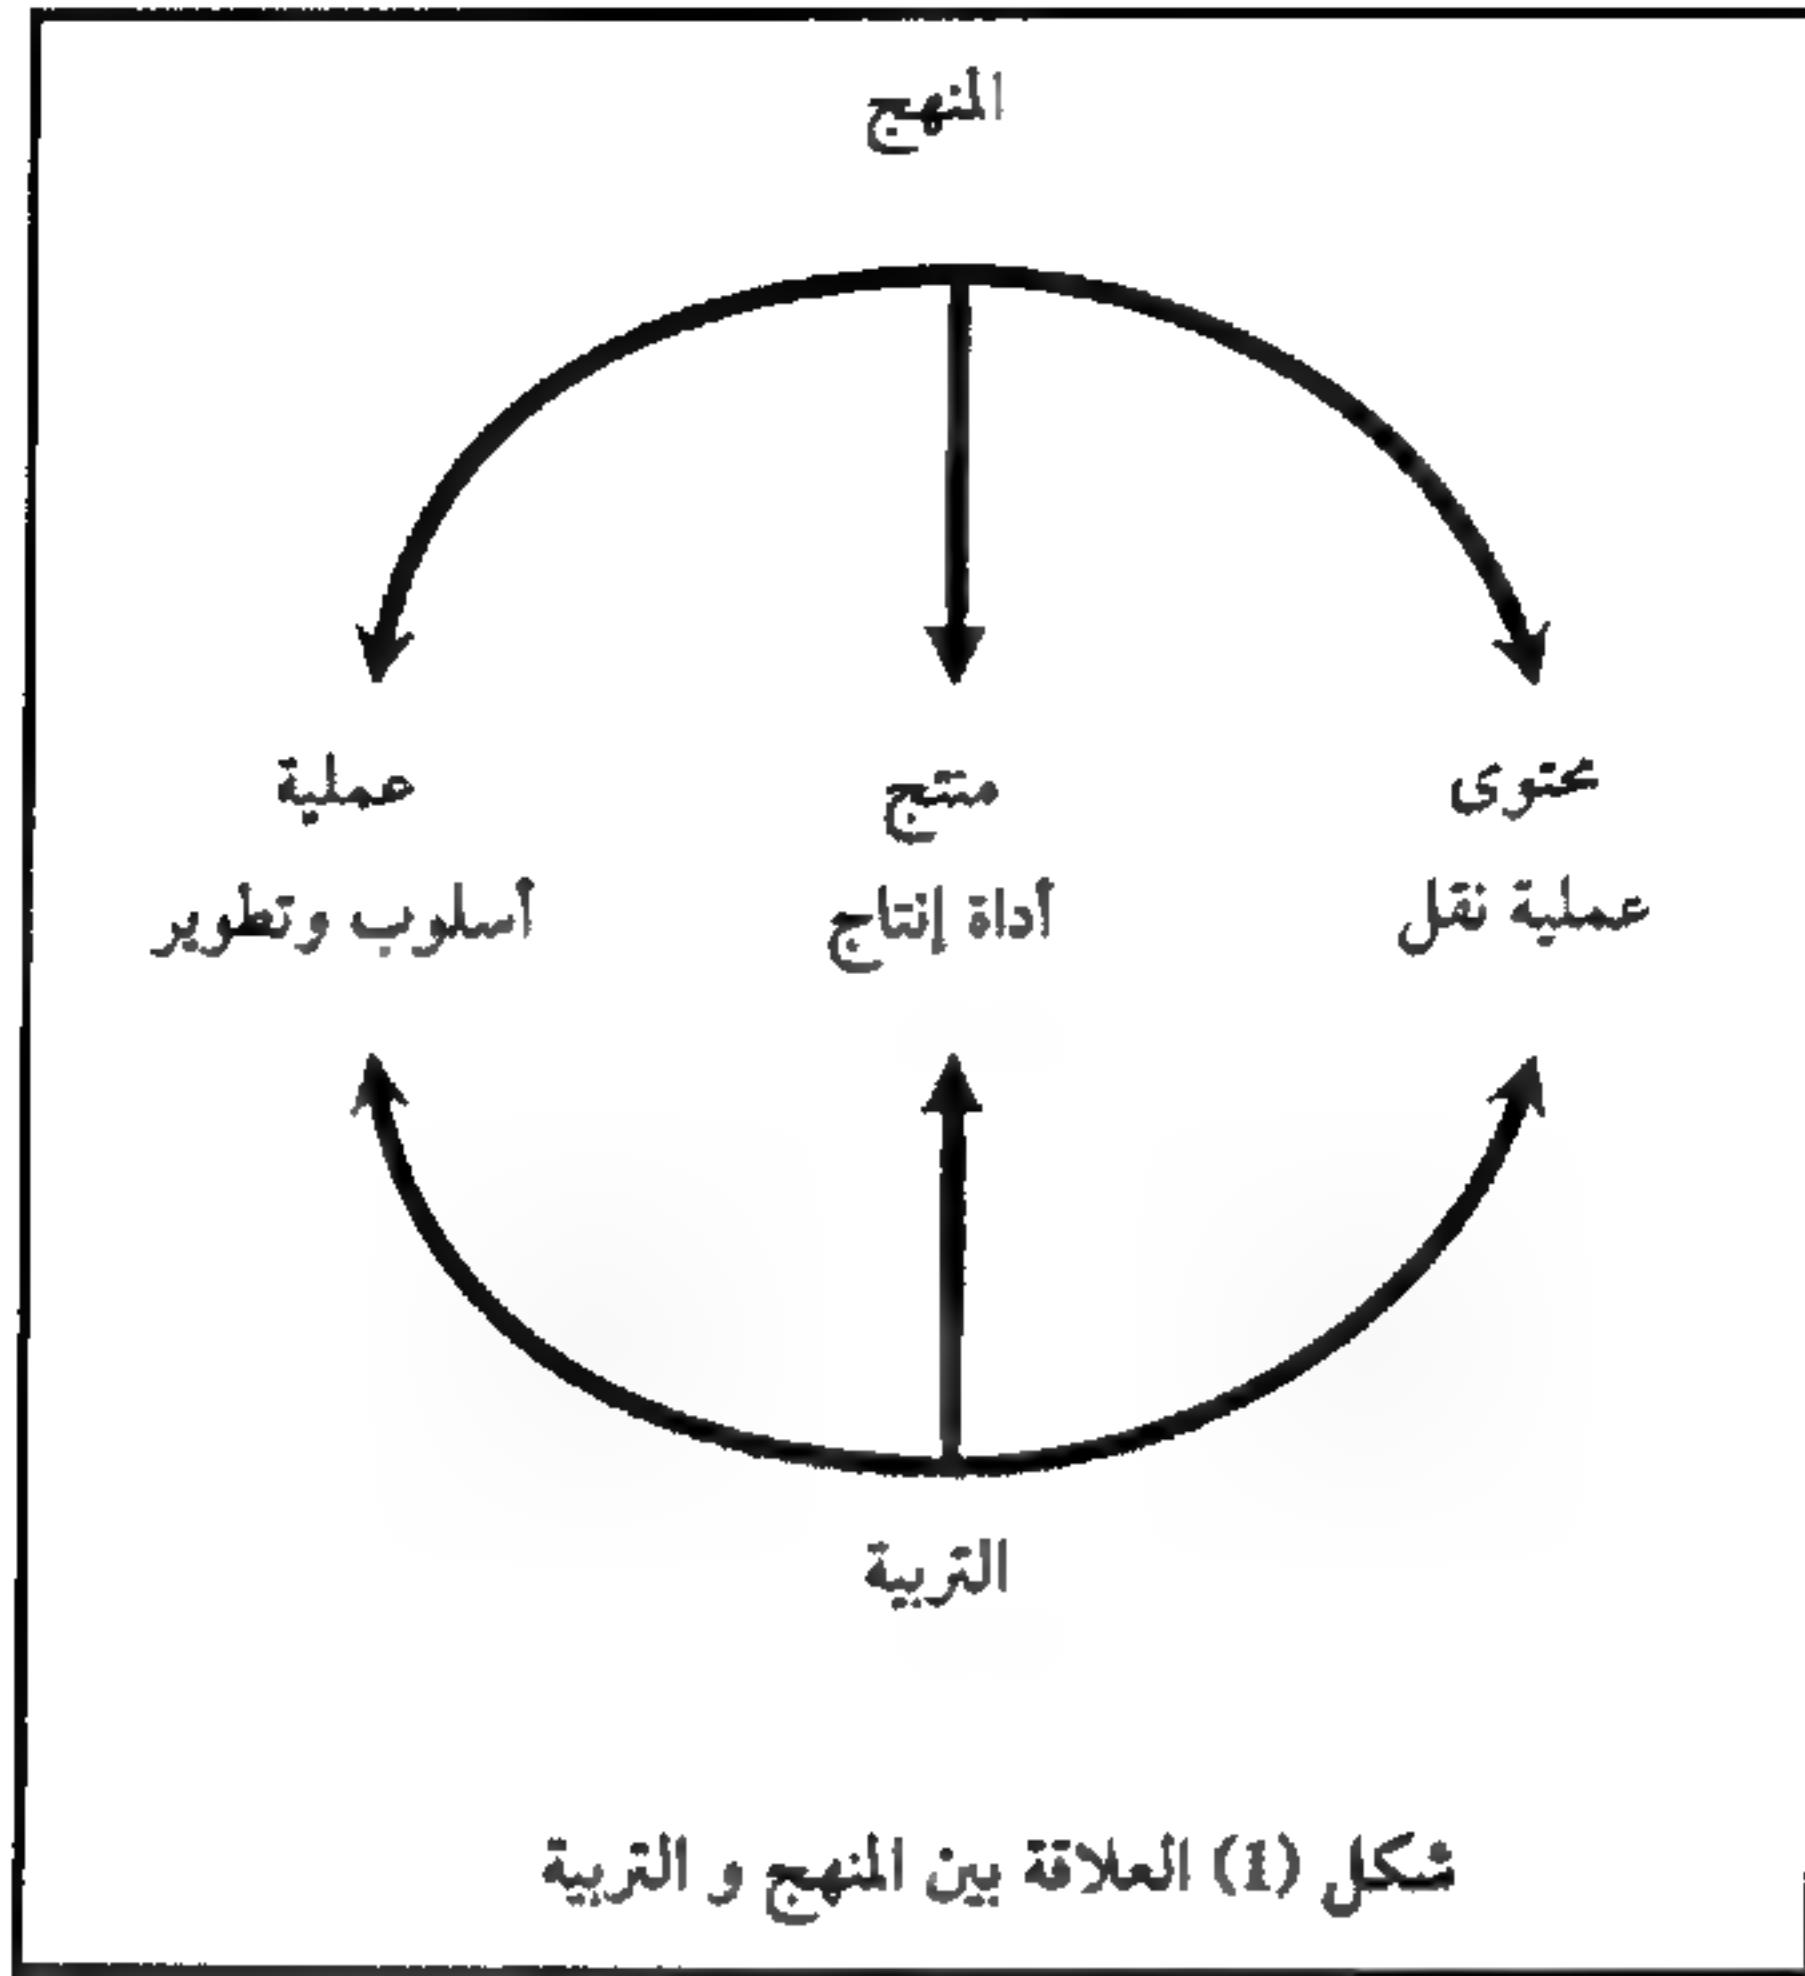 المنهج
محتوى
منتج
عملية
عملية نقل
أداة إنتاج
أسلوب وتطوير
التربية
شكل (1) العلاقة بين المنهج و التربية